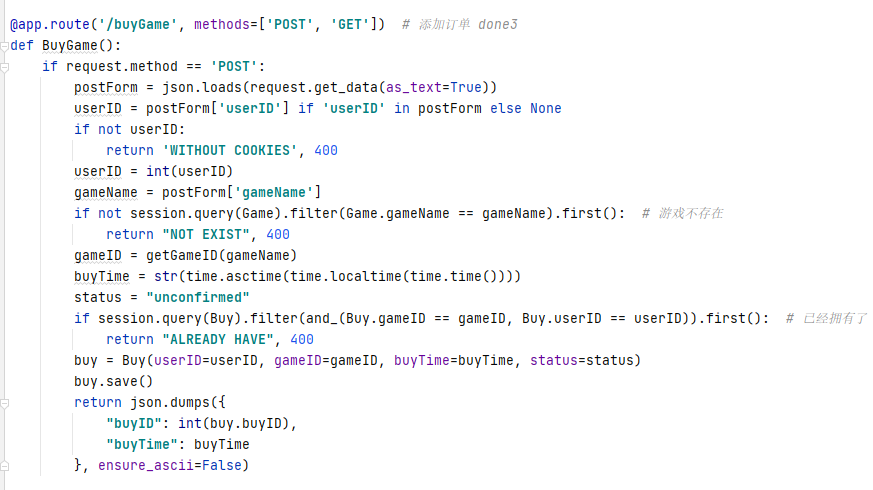 @app.route('/buyGame', methods=['POST', 'GET'])  # 添加订单 done3
def BuyGame():
    if request.method == 'POST':
        postForm = json.loads(request.get_data(as_text=True))
        userID = postForm['userID'] if 'userID' in postForm else None
        if not userID:
            return 'WITHOUT COOKIES', 400
        userID = int(userID)
        gameName = postForm['gameName']
        if not session.query(Game).filter(Game.gameName == gameName).first():  # 游戏不存在
            return "NOT EXIST", 400
        gameID = getGameID(gameName)
        buyTime = str(time.asctime(time.localtime(time.time())))
        status = "unconfirmed"
        if session.query(Buy).filter(and_(Buy.gameID == gameID, Buy.userID == userID)).first():  # 已经拥有了
            return "ALREADY HAVE", 400
        buy = Buy(userID=userID, gameID=gameID, buyTime=buyTime, status=status)
        buy.save()
        return json.dumps({
            "buyID": int(buy.buyID),
            "buyTime": buyTime
        }, ensure_ascii=False)